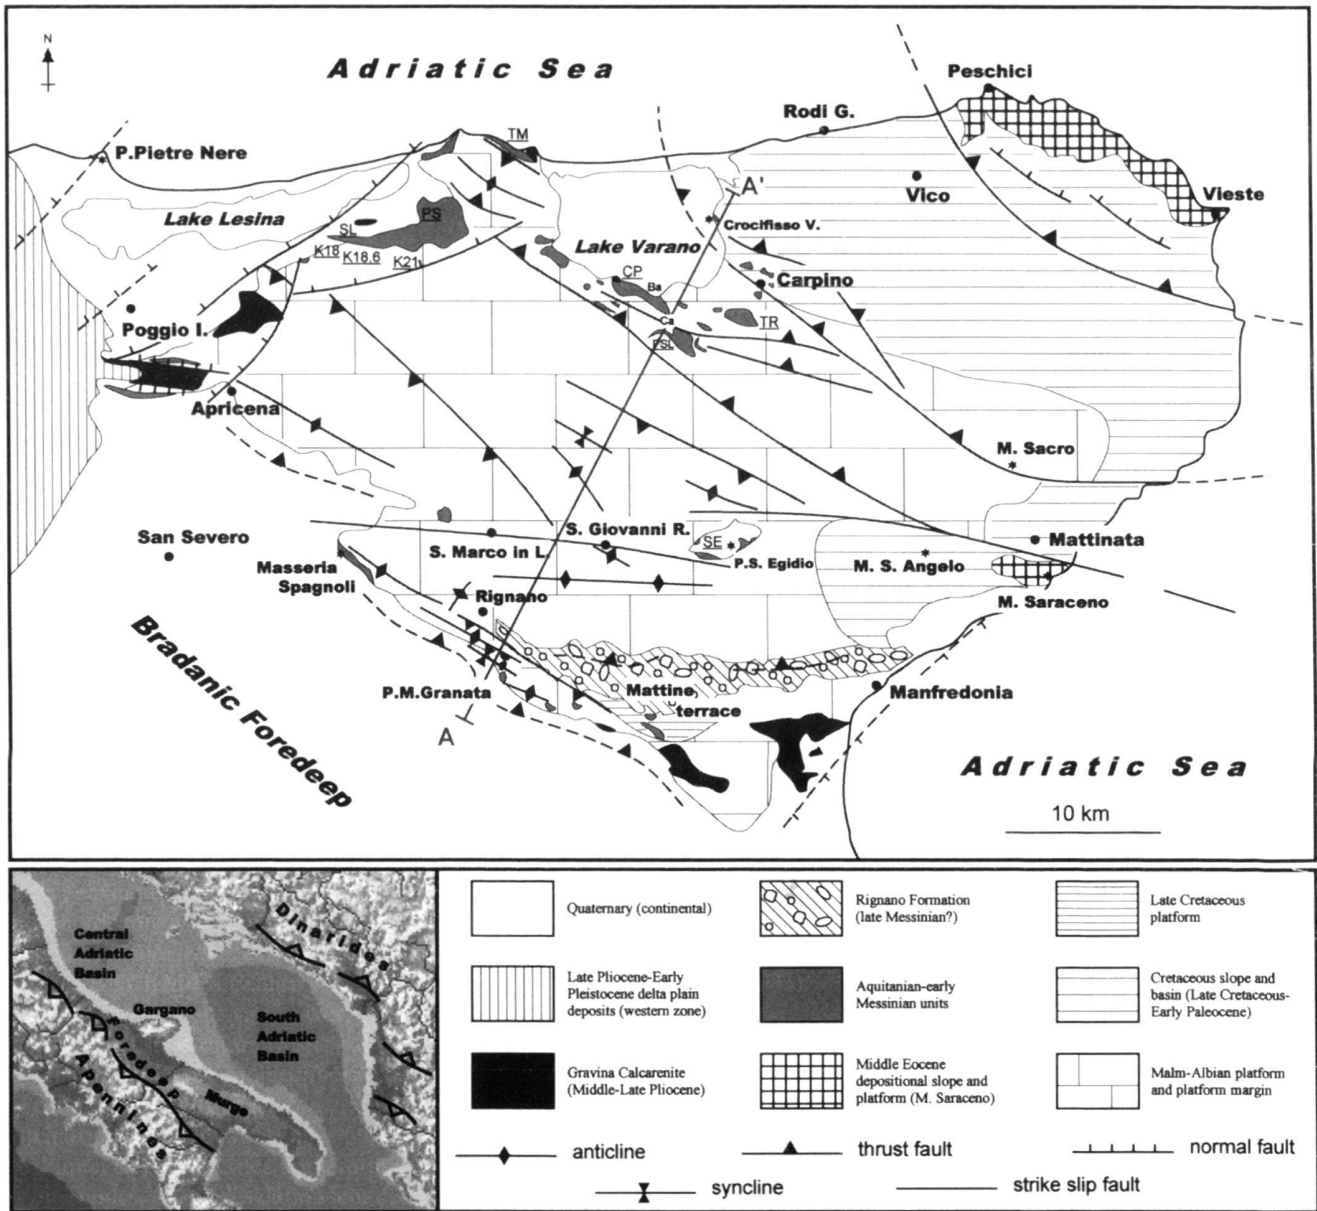 N
Adriatic Sea
Peschici
Rodi G.
TM
P.Pietre Nere
A'
Vico
Vieste
Lake Lesina
PS
SL
Crocifisso V.
K18
K18.6
K21
Lake Varano
CP
Ba
Carpino
Poggio I.
Ca
TR
PSL
Apricena
M. Sacro
San Severo
S. Giovanni R.
SE
Mattinata
S. Marco in L.
P.S. Egidio
M. S. Angelo
Masseria
Spagnoli
Rignano
M. Saraceno
Bradanic Foredeep
P.M.Granata
Mattine
terrace
Manfredonia
A
Adriatic Sea
10 km
Central
Adriatic
Basin
Dinarides
Gargano
Foredeep
South
Adriatic
Basin
Apennines
Murge
Quaternary (continental)
Rignano Formation
(late Messinian?)
Late Cretaceous
platform
Late Pliocene-Early
Pleistocene delta plain
deposits (western zone)
Aquitanian-early
Messinian units
Cretaceous slope and
basin (Late Cretaceous-
Early Paleocene)
Gravina Calcarenite
(Middle-Late Pliocene)
Middle Eocene
depositional slope and
platform (M. Saraceno)
Malm-Albian platform
and platform margin
anticline
thrust fault
normal fault
syncline
strike slip fault